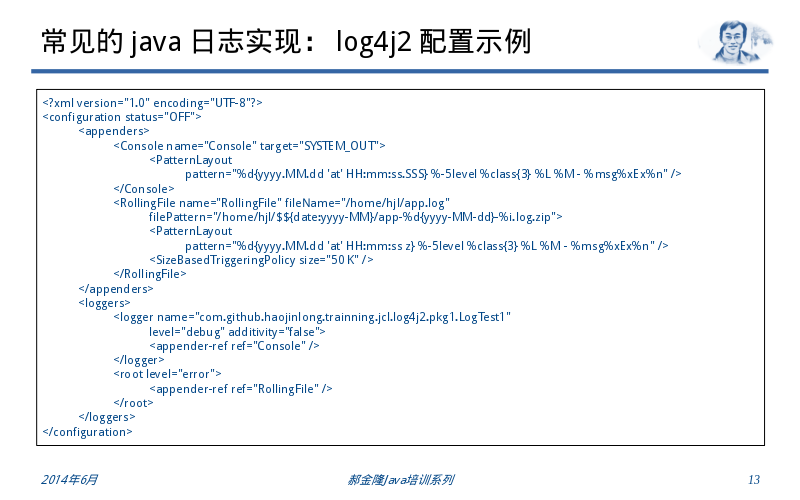 常见的 java 日志实现： log4j2 配置示例
<?xml version="1.0" encoding="UTF-8"?>
<configuration status="OFF">
<appenders>
<Console name="Console" target="SYSTEM_OUT">
<PatternLayout
pattern="%d{yyyy.MM.dd 'at' HH:mm:ss.SSS} %-5level %class{3} %L %M - %msg%xEx%n" />
</Console>
<RollingFile name="RollingFile" fileName="/home/hjl/app.log"
filePattern="/home/hjl/$${date:yyyy-MM}/app-%d{yyyy-MM-dd}-%i.log.zip">
<PatternLayout
pattern="%d{yyyy.MM.dd 'at' HH:mm:ss z} %-5level %class{3} %L %M - %msg%xEx%n" />
<SizeBasedTriggeringPolicy size="50 K" />
</RollingFile>
</appenders>
<loggers>
<logger name="com.github.haojinlong.trainning.jcl.log4j2.pkg1.LogTest1"
level="debug" additivity="false">
<appender-ref ref="Console" />
</logger>
<root level="error">
<appender-ref ref="RollingFile" />
</root>
</loggers>
</configuration>
2014年6月
郝金隆Java培训系列
13